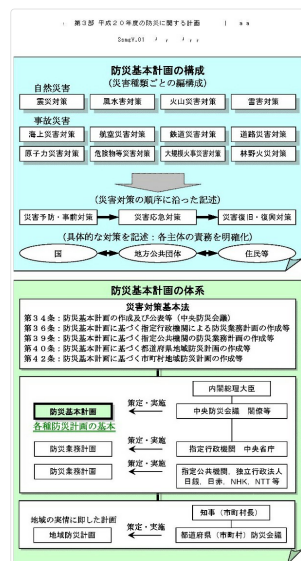 第3部 平成20年度の防災に関する計画
防災基本計画の構成
（災害種類ごとの編構成）
自然災害
震災対策 風水害対策 火山災害対策 雪害対策
事故災害
海上災害対策 航空災害対策 鉄道災害対策 道路災害対策
原子力災害対策 危険物等災害対策 大規模火事災害対策 林野火災対策
（災害対策の順序に沿った記述）
災害予防・事前対策 災害応急対策 災害復旧・復興対策
（具体的な対策を記述：各主体の責務を明確化）
国 地方公共団体 住民等
防災基本計画の体系
災害対策基本法
第34条：防災基本計画の作成及び公表等（中央防災会議）
第36条：防災基本計画に基づく指定行政機関による防災業務計画の作成等
第39条：防災基本計画に基づく指定公共機関の防災業務計画の作成等
第40条：防災基本計画に基づく都道府県地域防災計画の作成等
第42条：防災基本計画に基づく市町村地域防災計画の作成等
内閣総理大臣
防災基本計画 策定・実施 中央防災会議 閣僚等
各種防災計画の基本
防災業務計画 策定・実施 指定行政機関 中央省庁
防災業務計画 策定・実施 指定公共機関、独立行政法人
日銀、日赤、NHK、NTT等
地域の実情に即した計画 知事（市町村長）
地域防災計画 策定・実施 都道府県（市町村）防災会議